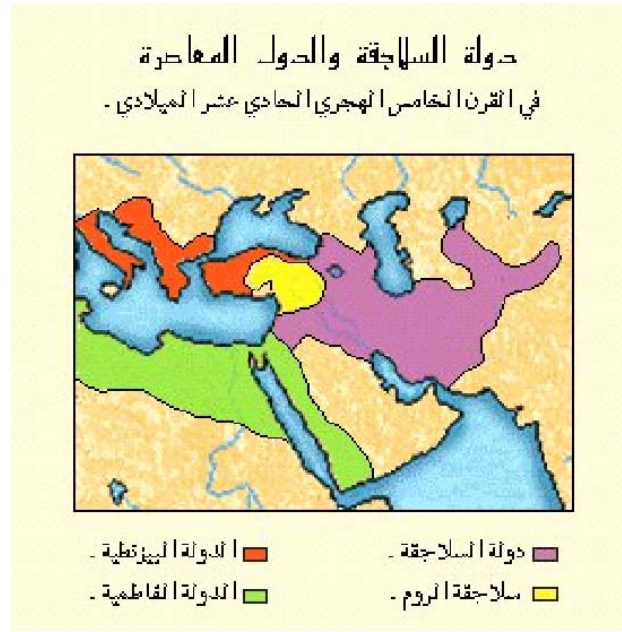 دولة السلاجقة والدول المعاصرة
في القرن الخامس الهجري الحادي عشر الميلادي .
دولة السلاجقة .
الدولة البيزنطية .
سلاجقة الروم .
الدولة الفاطمية .